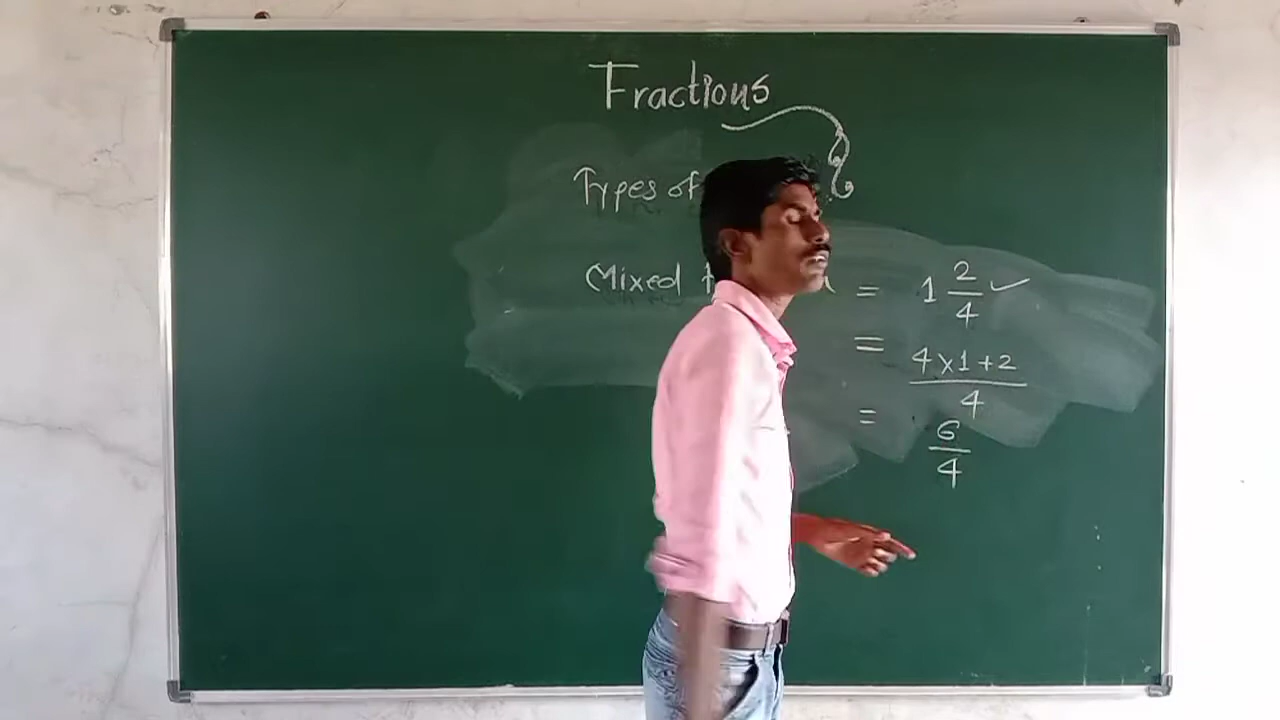 Fractions
Types of
Mixed = 1 2/4 ✓
= 4 x 1 + 2 / 4
= 6/4